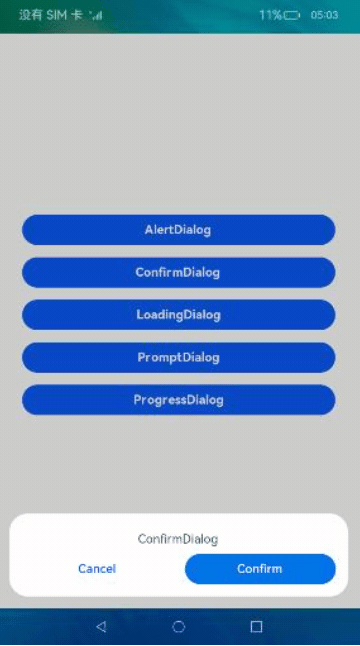 没有 SIM 卡 11% 05:03
AlertDialog
ConfirmDialog
LoadingDialog
PromptDialog
ProgressDialog
ConfirmDialog
Cancel Confirm